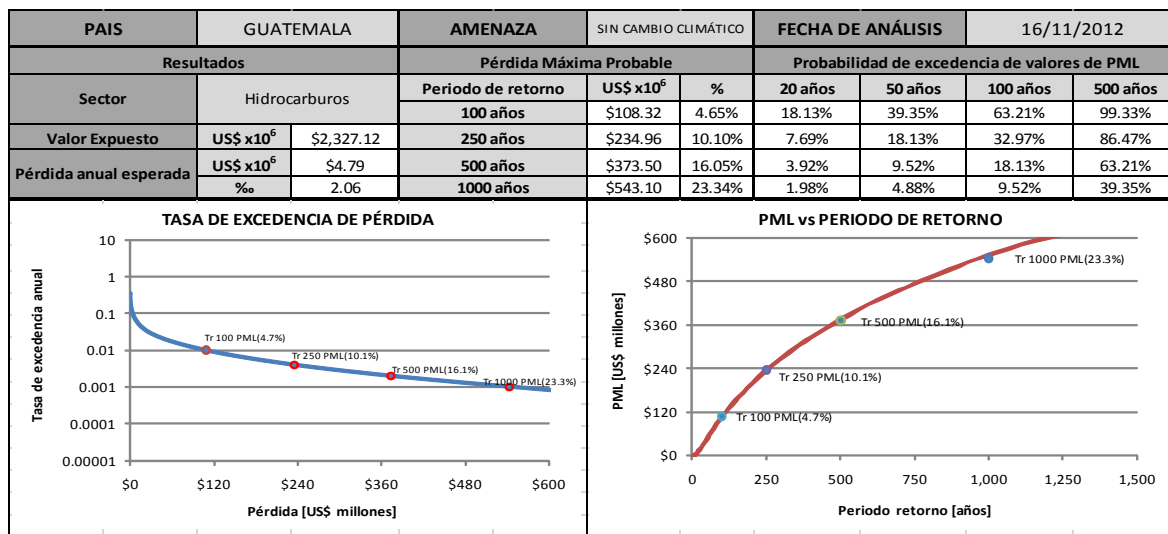 PAIS GUATEMALA AMENAZA SIN CAMBIO CLIMÁTICO FECHA DE ANÁLISIS 16/11/2012
Resultados Pérdida Máxima Probable Probabilidad de excedencia de valores de PML
Sector Hidrocarburos Periodo de retorno US$ x10⁶ % 20 años 50 años 100 años 500 años
100 años $108.32 4.65% 18.13% 39.35% 63.21% 99.33%
Valor Expuesto US$ x10⁶ $2,327.12 250 años $234.96 10.10% 7.69% 18.13% 32.97% 86.47%
Pérdida anual esperada US$ x10⁶ $4.79 500 años $373.50 16.05% 3.92% 9.52% 18.13% 63.21%
‰ 2.06 1000 años $543.10 23.34% 1.98% 4.88% 9.52% 39.35%
TASA DE EXCEDENCIA DE PÉRDIDA
Tasa de excedencia anual
10
1
0.1
0.01
0.001
0.0001
0.00001
Tr 100 PML(4.7%)
Tr 250 PML(10.1%)
Tr 500 PML(16.1%)
Tr 1000 PML(23.3%)
$0 $120 $240 $360 $480 $600
Pérdida [US$ millones]
PML vs PERIODO DE RETORNO
PML [US$ millones]
$600
$480
$360
$240
$120
$0
Tr 1000 PML(23.3%)
Tr 500 PML(16.1%)
Tr 250 PML(10.1%)
Tr 100 PML(4.7%)
0 250 500 750 1,000 1,250 1,500
Periodo retorno [años]